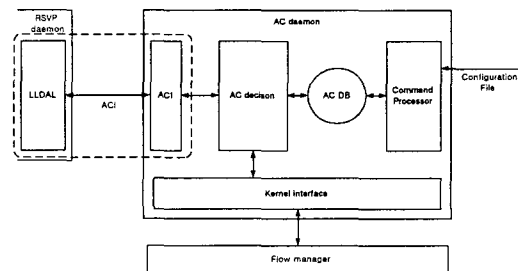 RSVP
daemon
AC daemon
LLDAL
ACI
ACI
AC decison
AC DB
Command
Processor
Configuration
File
Kernel interface
Flow manager